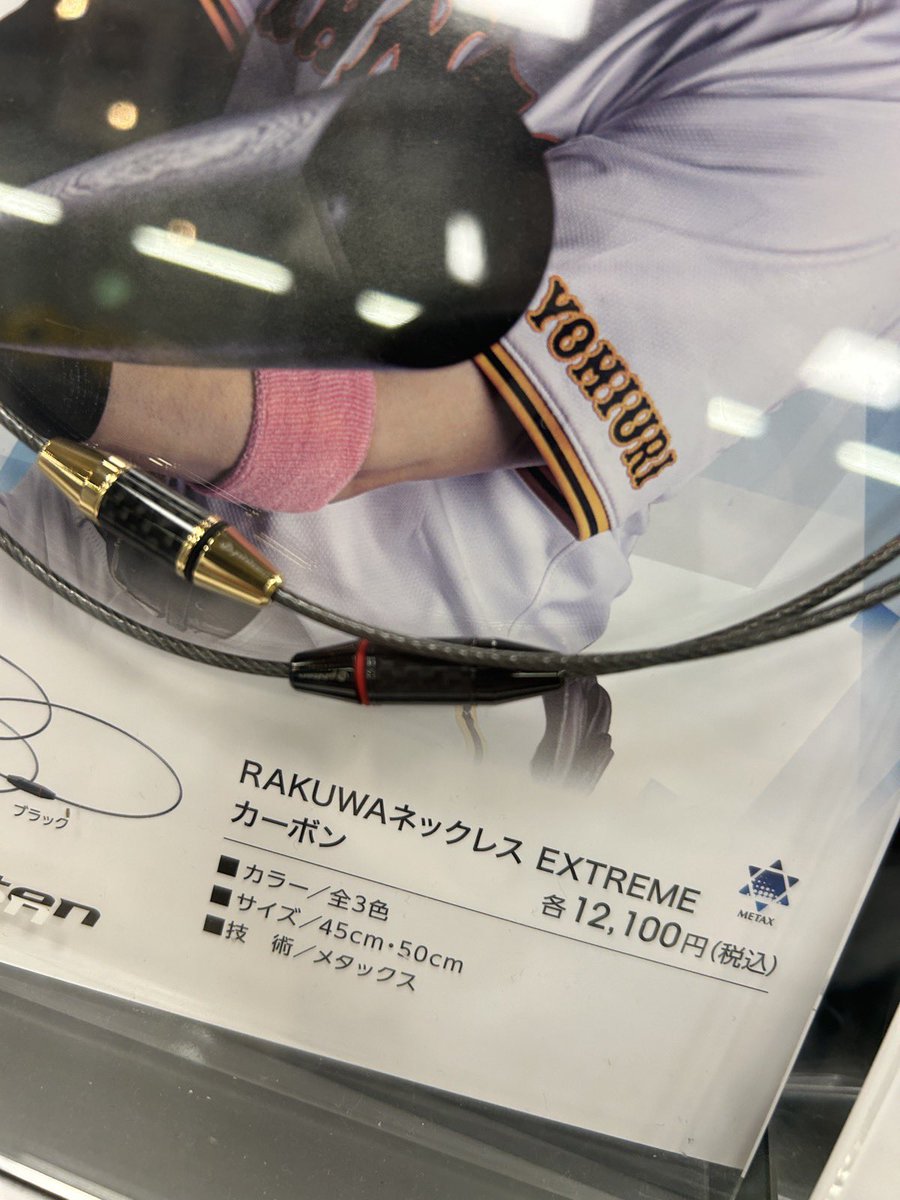 YOMIURI
ブラック
RAKUWAネックレス EXTREME
カーボン
各12,100円(税込)
METAX
■カラー/全3色
■サイズ/45cm・50cm
■技 術/メタックス